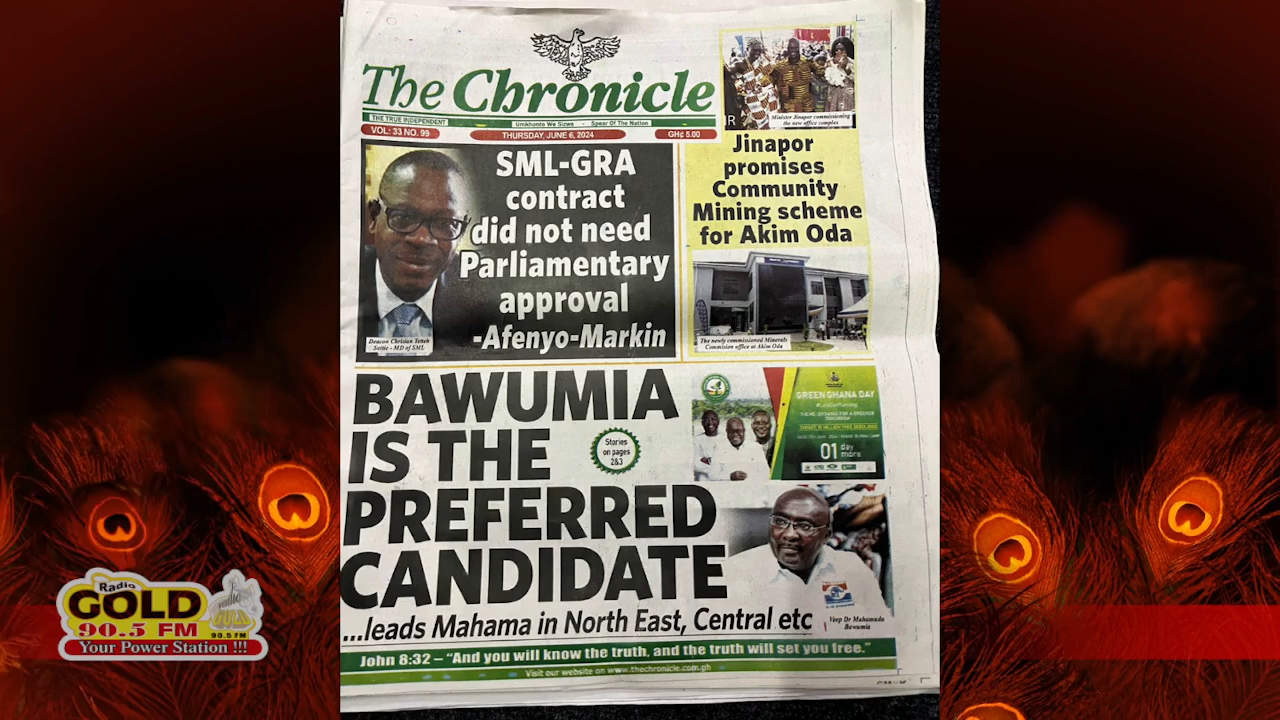 The Chronicle
THE TRUE INDEPENDENT
Umkhonto We Sizwe - Spear Of The Nation
VOL: 33 NO. 99
THURSDAY, JUNE 6, 2024
GH¢ 5.00
Minister Jinapor commissioning
the new office complex
SML-GRA
contract
did not need
Parliamentary
approval
-Afenyo-Markin
Deacon Christian Tetteh
Sottie - MD of SML
Jinapor
promises
Community
Mining scheme
for Akim Oda
The newly commissioned Minerals
Commision office at Akim Oda
BAWUMIA
IS THE
PREFERRED
CANDIDATE
Stories
on pages
2&3
GREEN GHANA DAY
01 day
more
...leads Mahama in North East, Central etc
Veep Dr Mahamudu
Bawumia
John 8:32 – "And you will know the truth, and the truth will set you free."
Visit our website on www.thechronicle.com.gh
Radio
GOLD
90.5 FM
90.5 FM
Your Power Station !!!